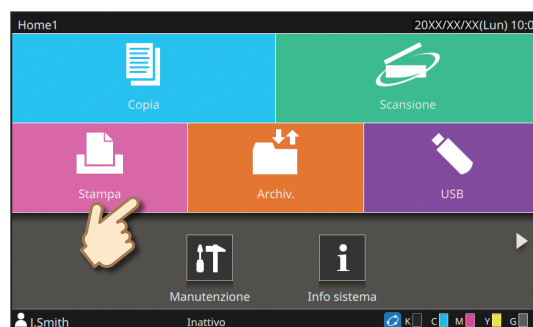 Home1 20XX/XX/XX(Lun) 10:0
Copia Scansione
Stampa Archiv. USB
Manutenzione Info sistema
J.Smith Inattivo K C M Y G